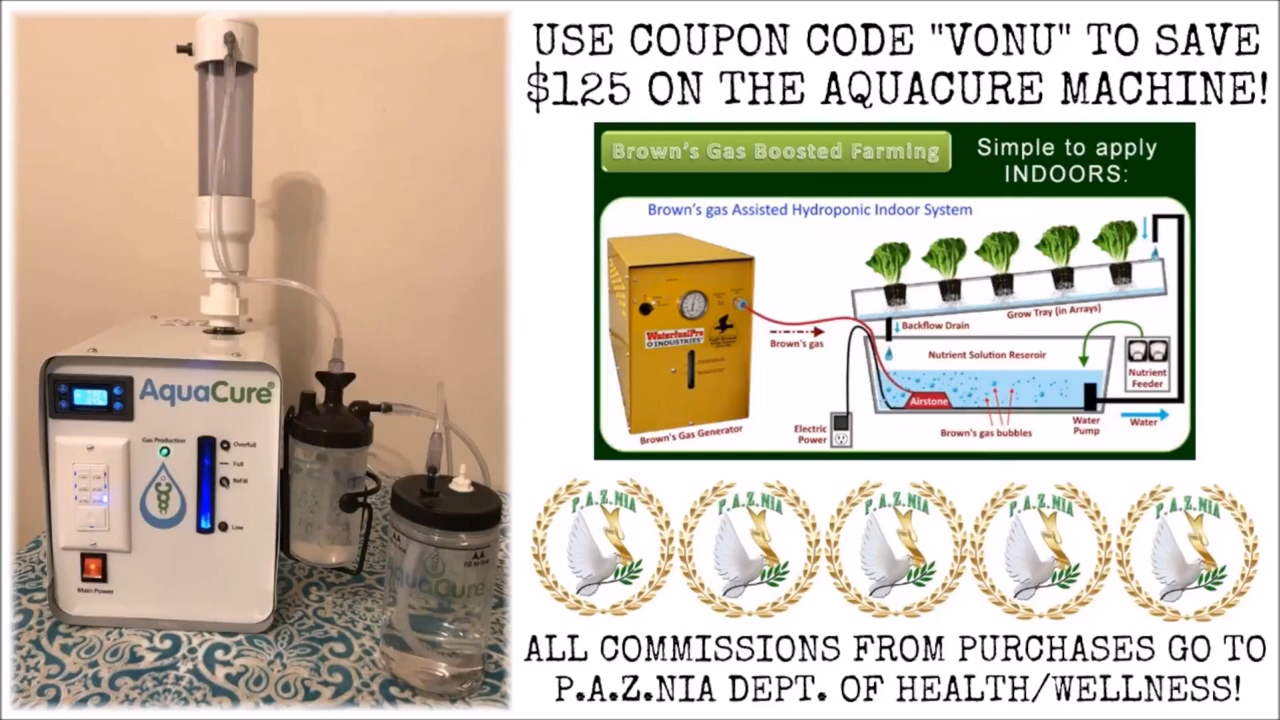 USE COUPON CODE "VONU" TO SAVE
$125 ON THE AQUACURE MACHINE!
AquaCure®
Gas Production
Overfull
Full
Refill
Low
Main Power
AquaCure
Brown's Gas Boosted Farming
Simple to apply
INDOORS:
Brown's gas Assisted Hydroponic Indoor System
WaterfuelPro
INDUSTRIES
Brown's Gas Generator
Brown's gas
Backflow Drain
Grow Tray (in Arrays)
Nutrient Solution Reseroir
Nutrient
Feeder
Airstone
Electric
Power
Brown's gas bubbles
Water
Pump
Water
P.A.Z.NIA
P.A.Z.NIA
P.A.Z.NIA
P.A.Z.NIA
P.A.Z.NIA
ALL COMMISSIONS FROM PURCHASES GO TO
P.A.Z.NIA DEPT. OF HEALTH/WELLNESS!